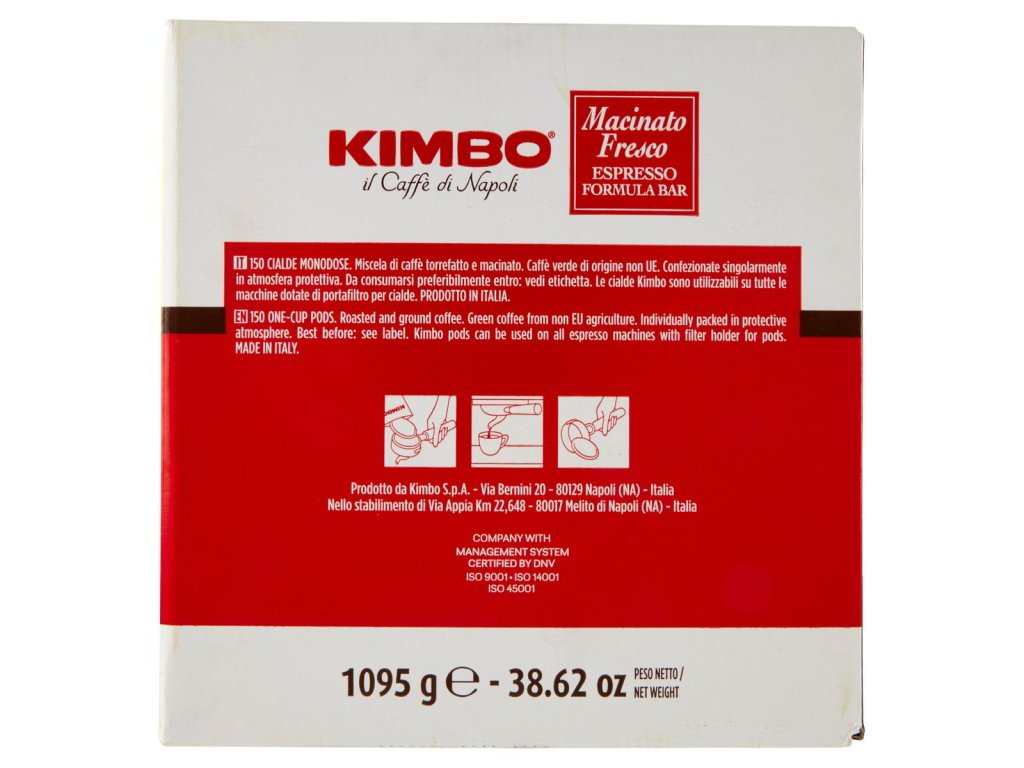 KIMBO®
il Caffè di Napoli
Macinato
Fresco
ESPRESSO
FORMULA BAR
IT 150 CIALDE MONODOSE. Miscela di caffè torrefatto e macinato. Caffè verde di origine non UE. Confezionate singolarmente
in atmosfera protettiva. Da consumarsi preferibilmente entro: vedi etichetta. Le cialde Kimbo sono utilizzabili su tutte le
macchine dotate di portafiltro per cialde. PRODOTTO IN ITALIA.
EN 150 ONE-CUP PODS. Roasted and ground coffee. Green coffee from non EU agriculture. Individually packed in protective
atmosphere. Best before: see label. Kimbo pods can be used on all espresso machines with filter holder for pods.
MADE IN ITALY.
KIMBO
Prodotto da Kimbo S.p.A. - Via Bernini 20 - 80129 Napoli (NA) - Italia
Nello stabilimento di Via Appia Km 22,648 - 80017 Melito di Napoli (NA) - Italia
COMPANY WITH
MANAGEMENT SYSTEM
CERTIFIED BY DNV
ISO 9001 • ISO 14001
ISO 45001
1095 g ℮ - 38.62 oz PESO NETTO /
NET WEIGHT